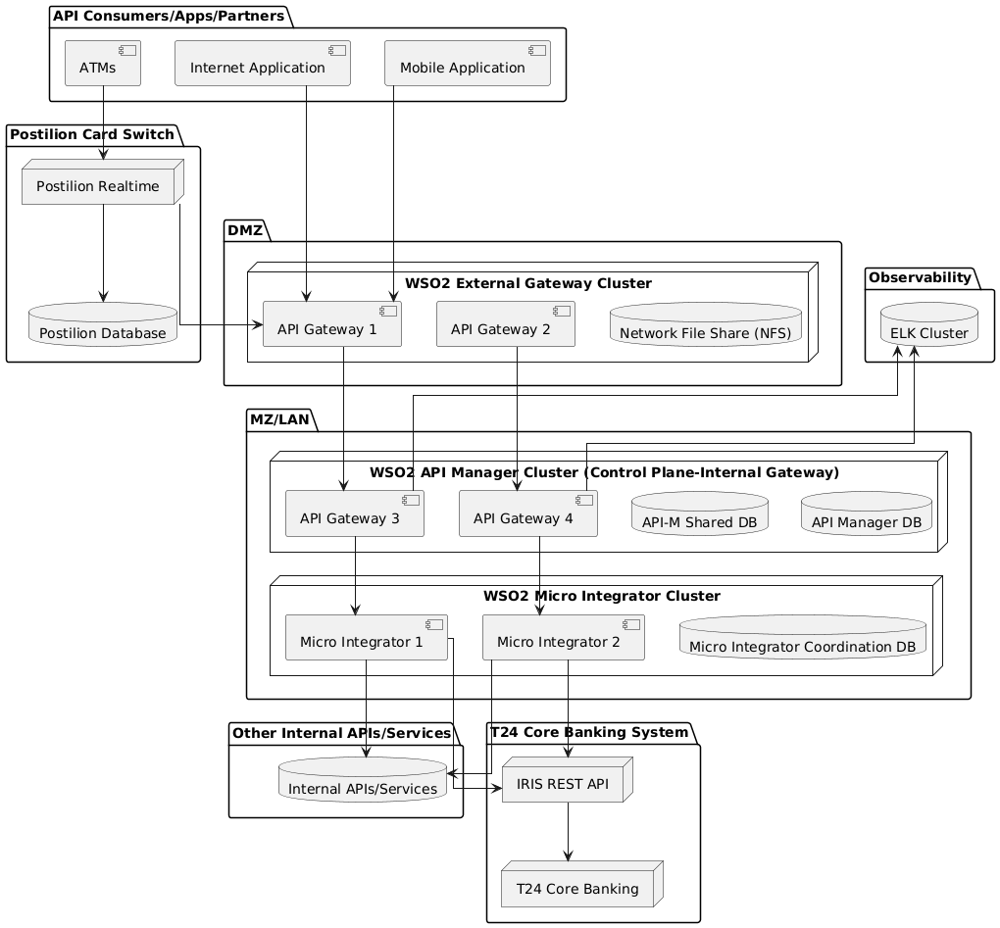 API Consumers/Apps/Partners
ATMs
Internet Application
Mobile Application
Postilion Card Switch
Postilion Realtime
Postilion Database
DMZ
WSO2 External Gateway Cluster
API Gateway 1
API Gateway 2
Network File Share (NFS)
Observability
ELK Cluster
MZ/LAN
WSO2 API Manager Cluster (Control Plane-Internal Gateway)
API Gateway 3
API Gateway 4
API-M Shared DB
API Manager DB
WSO2 Micro Integrator Cluster
Micro Integrator 1
Micro Integrator 2
Micro Integrator Coordination DB
Other Internal APIs/Services
Internal APIs/Services
T24 Core Banking System
IRIS REST API
T24 Core Banking